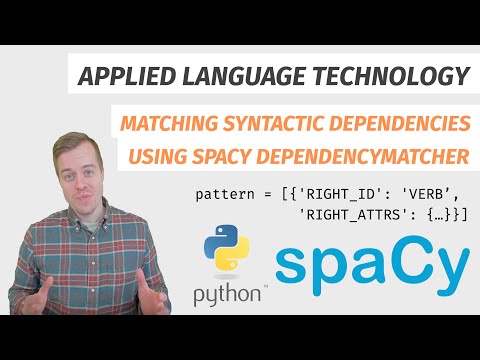 APPLIED LANGUAGE TECHNOLOGY
MATCHING SYNTACTIC DEPENDENCIES
USING SPACY DEPENDENCYMATCHER
pattern = [{'RIGHT_ID': 'VERB’,
'RIGHT_ATTRS': {…}}]
python™
spaCy